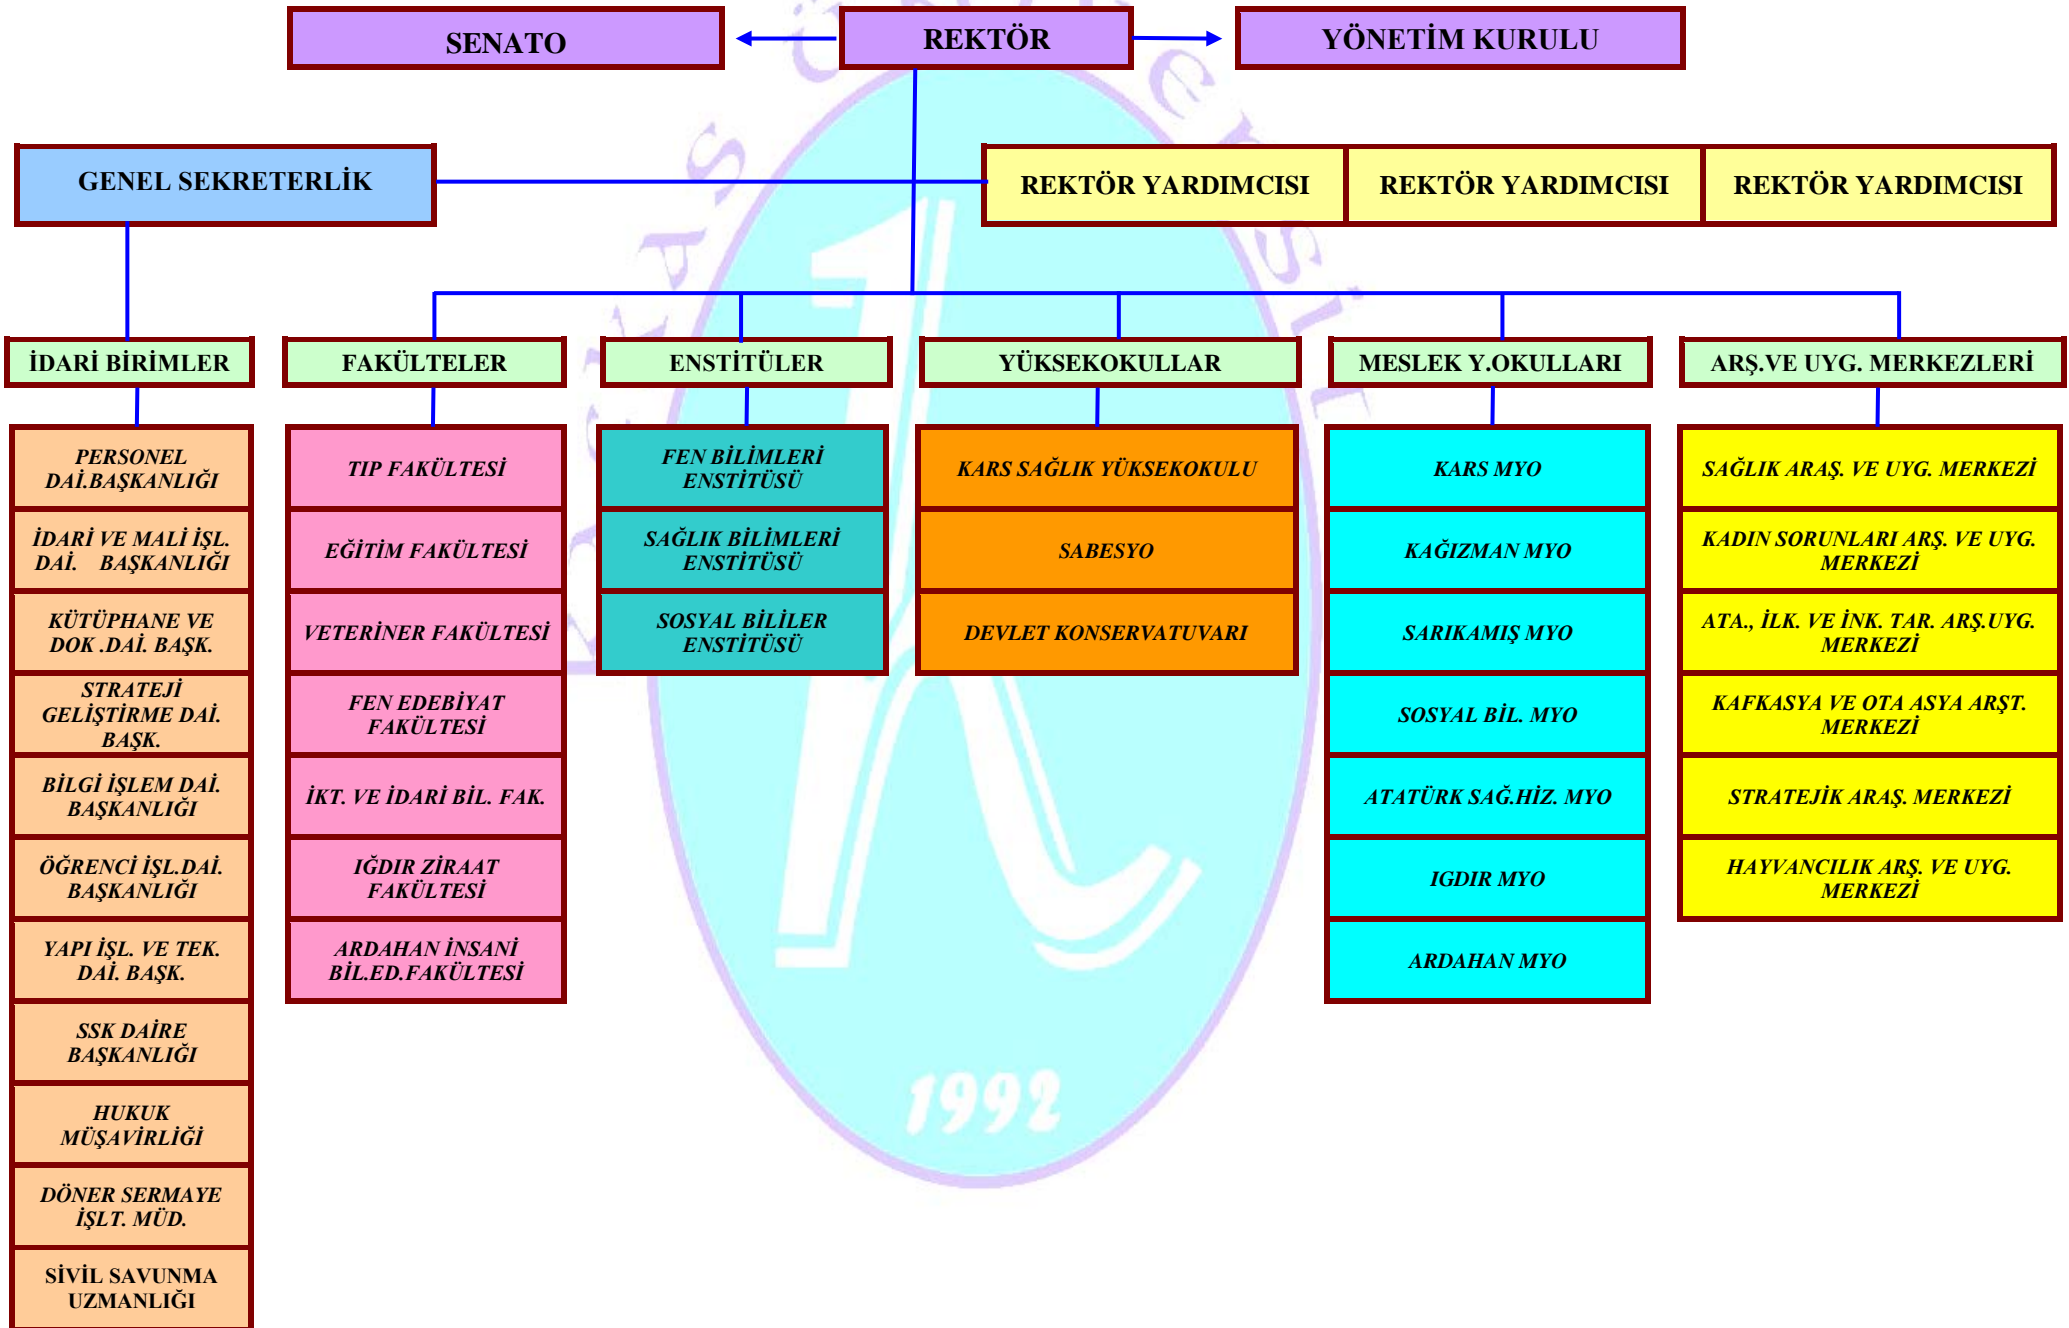 SENATO
REKTÖR
YÖNETİM KURULU
GENEL SEKRETERLİK
REKTÖR YARDIMCISI
REKTÖR YARDIMCISI
REKTÖR YARDIMCISI
İDARİ BİRİMLER
FAKÜLTELER
ENSTİTÜLER
YÜKSEKOKULLAR
MESLEK Y.OKULLARI
ARŞ.VE UYG. MERKEZLERİ
PERSONEL
DAİ.BAŞKANLIĞI
İDARİ VE MALİ İŞL.
DAİ. BAŞKANLIĞI
KÜTÜPHANE VE
DOK .DAİ. BAŞK.
STRATEJİ
GELİŞTİRME DAİ.
BAŞK.
BİLGİ İŞLEM DAİ.
BAŞKANLIĞI
ÖĞRENCİ İŞL.DAİ.
BAŞKANLIĞI
YAPI İŞL. VE TEK.
DAİ. BAŞK.
SSK DAİRE
BAŞKANLIĞI
HUKUK
MÜŞAVİRLİĞİ
DÖNER SERMAYE
İŞLT. MÜD.
SİVİL SAVUNMA
UZMANLIĞI
TIP FAKÜLTESİ
EĞİTİM FAKÜLTESİ
VETERİNER FAKÜLTESİ
FEN EDEBİYAT
FAKÜLTESİ
İKT. VE İDARİ BİL. FAK.
IĞDIR ZİRAAT
FAKÜLTESİ
ARDAHAN İNSANİ
BİL.ED.FAKÜLTESİ
FEN BİLİMLERİ
ENSTİTÜSÜ
SAĞLIK BİLİMLERİ
ENSTİTÜSÜ
SOSYAL BİLİLER
ENSTİTÜSÜ
KARS SAĞLIK YÜKSEKOKULU
SABESYO
DEVLET KONSERVATUVARI
KARS MYO
KAĞIZMAN MYO
SARIKAMIŞ MYO
SOSYAL BİL. MYO
ATATÜRK SAĞ.HİZ. MYO
IGDIR MYO
ARDAHAN MYO
SAĞLIK ARAŞ. VE UYG. MERKEZİ
KADIN SORUNLARI ARŞ. VE UYG.
MERKEZİ
ATA., İLK. VE İNK. TAR. ARŞ.UYG.
MERKEZİ
KAFKASYA VE OTA ASYA ARŞT.
MERKEZİ
STRATEJİK ARAŞ. MERKEZİ
HAYVANCILIK ARŞ. VE UYG.
MERKEZİ
1992